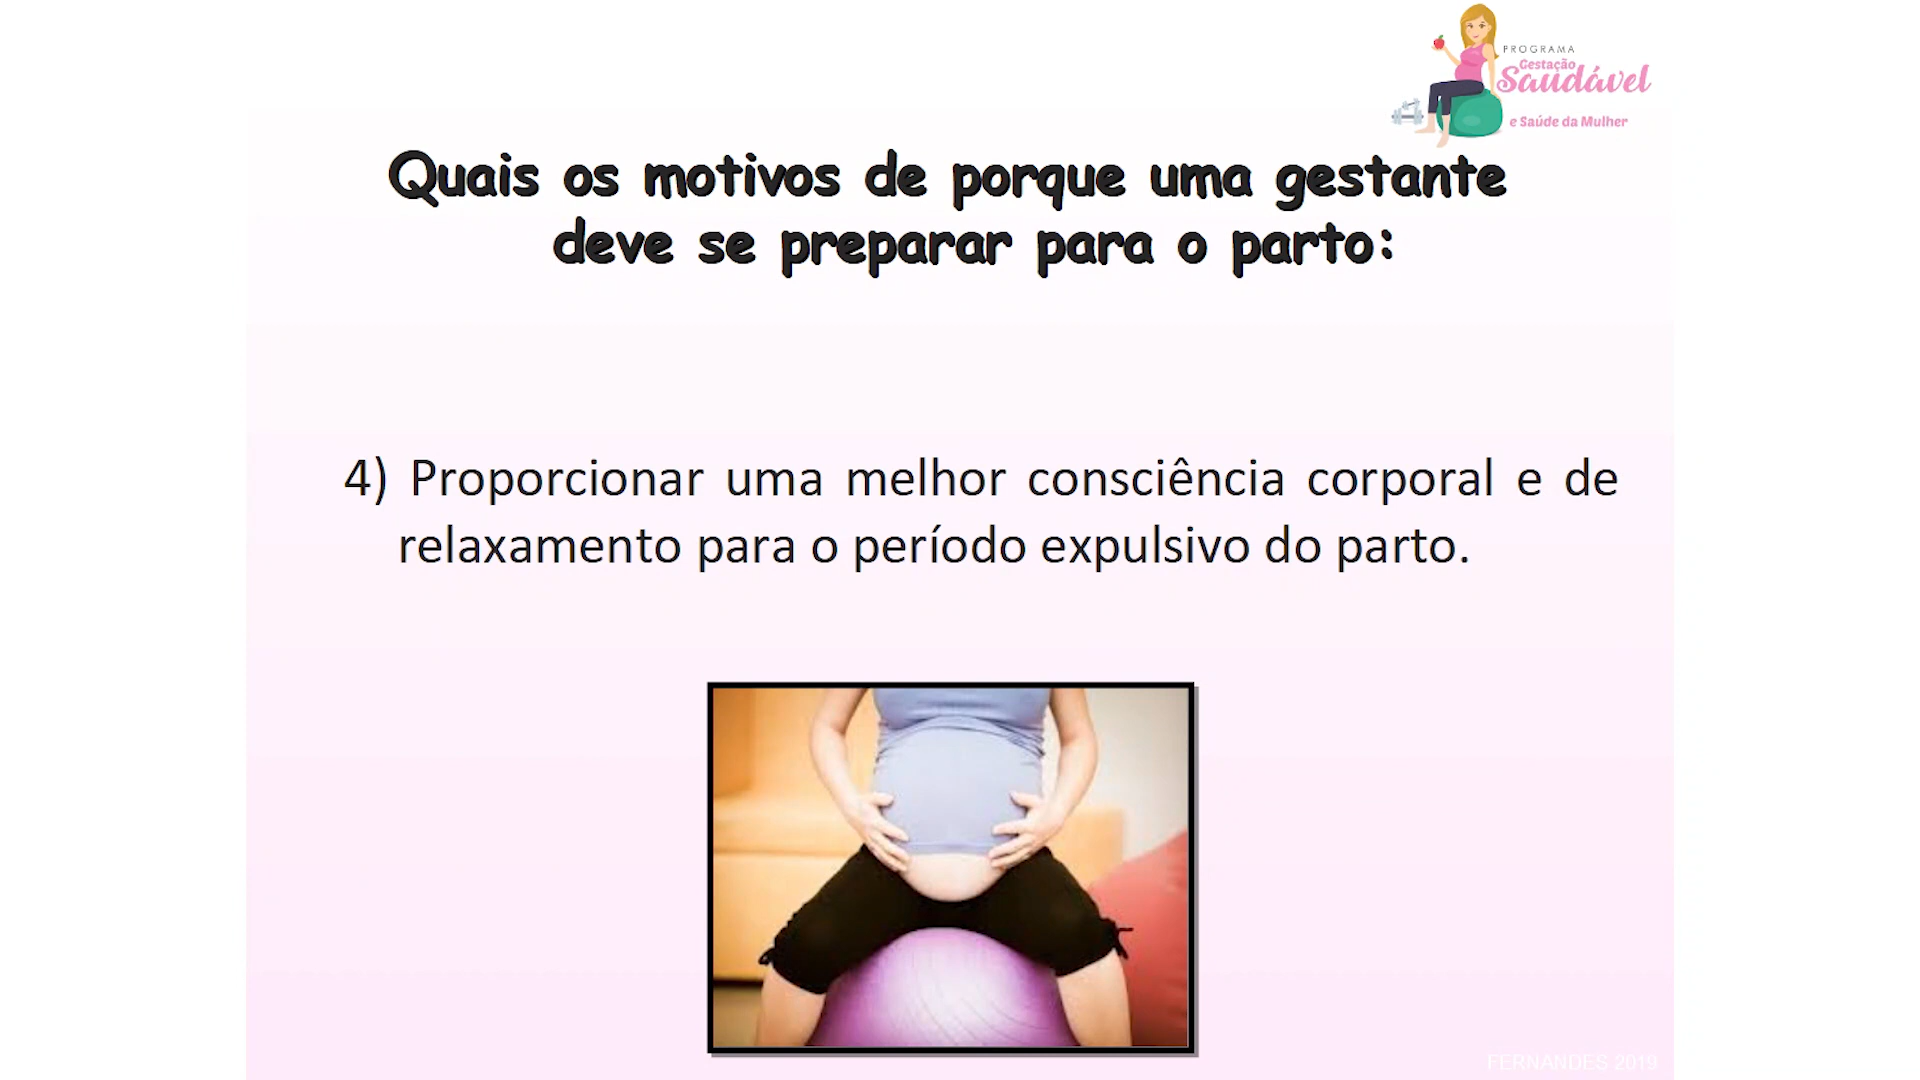 PROGRAMA
Gestação
Saudável
e Saúde da Mulher
Quais os motivos de porque uma gestante
deve se preparar para o parto:
4) Proporcionar uma melhor consciência corporal e de
relaxamento para o período expulsivo do parto.
FERNANDES 2019